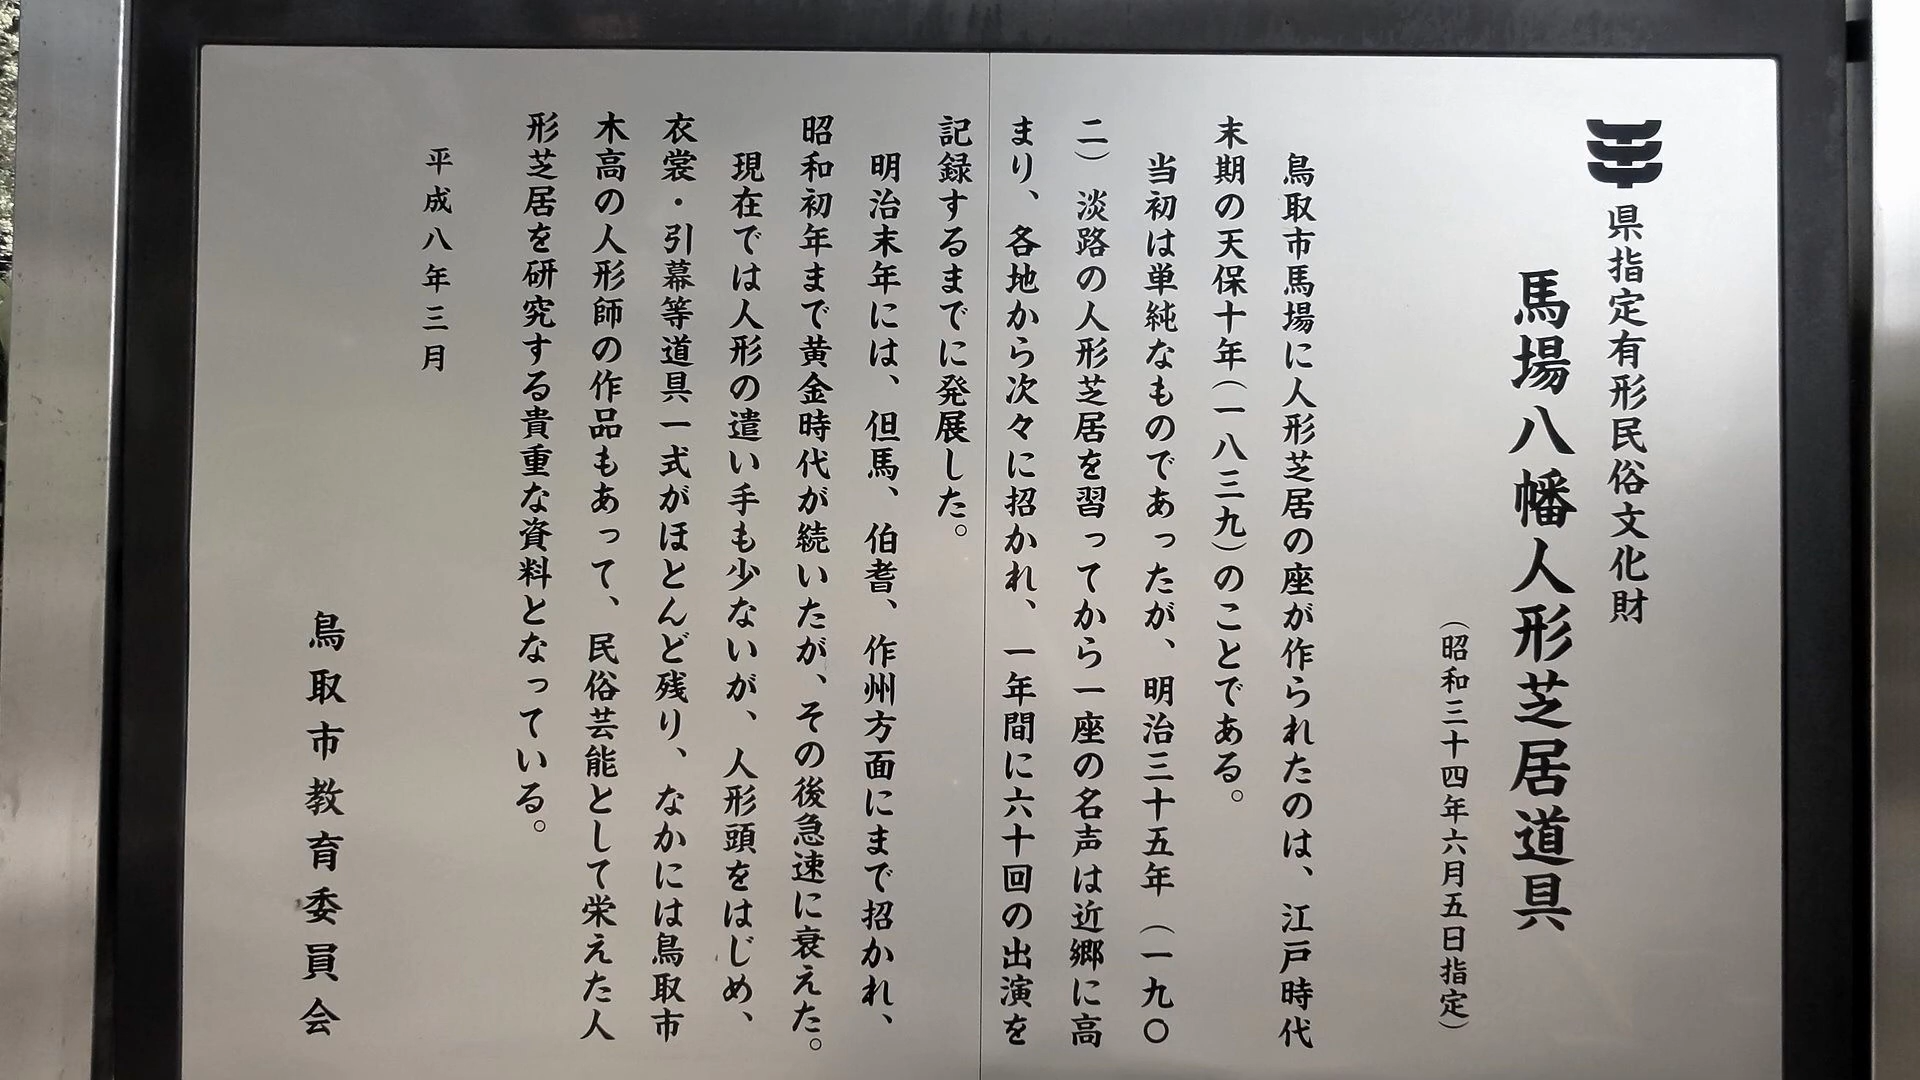 県指定有形民俗文化財
馬場八幡人形芝居道具
（昭和三十四年六月五日指定）
鳥取市馬場に人形芝居の座が作られたのは、江戸時代
末期の天保十年（一八三九）のことである。
当初は単純なものであったが、明治三十五年（一九〇
二）淡路の人形芝居を習ってから一座の名声は近郷に高
まり、各地から次々に招かれ、一年間に六十回の出演を
記録するまでに発展した。
明治末年には、但馬、伯耆、作州方面にまで招かれ、
昭和初年まで黄金時代が続いたが、その後急速に衰えた。
現在では人形の遣い手も少ないが、人形頭をはじめ、
衣裳・引幕等道具一式がほとんど残り、なかには鳥取市
木高の人形師の作品もあって、民俗芸能として栄えた人
形芝居を研究する貴重な資料となっている。
平成八年三月
鳥取市教育委員会